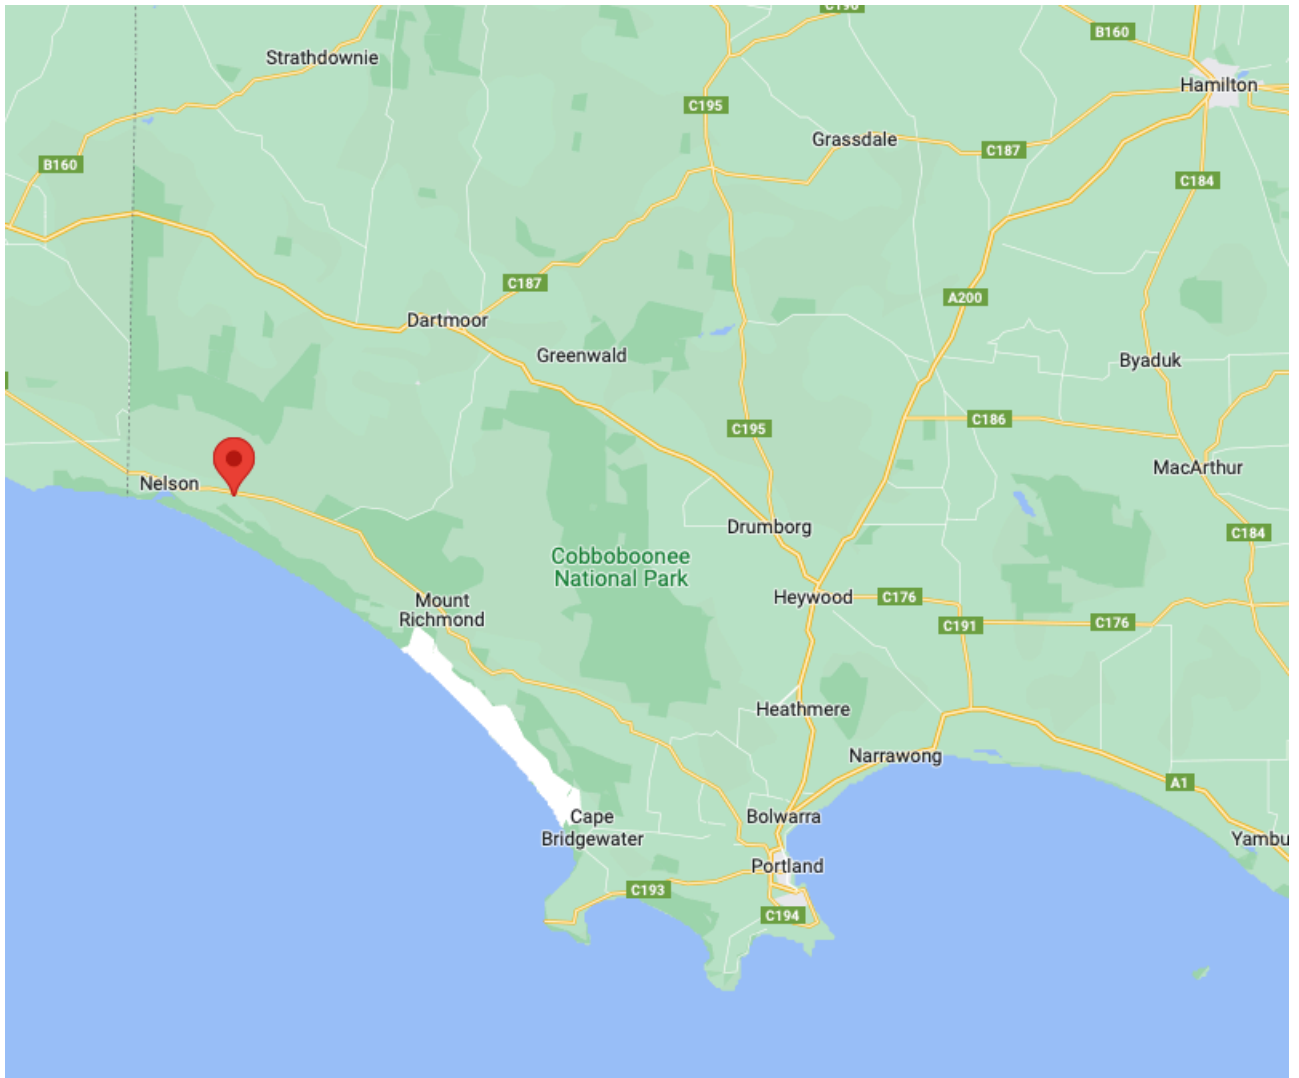 C196
B160
Strathdownie
Hamilton
C195
Grassdale
C187
B160
C184
C187
A200
Dartmoor
Greenwald
Byaduk
C186
C195
MacArthur
Nelson
Drumborg
C184
Cobboboonee
National Park
Heywood
C176
Mount
Richmond
C191
C176
Heathmere
Narrawong
A1
Cape
Bridgewater
Bolwarra
Yambu
Portland
C193
C194